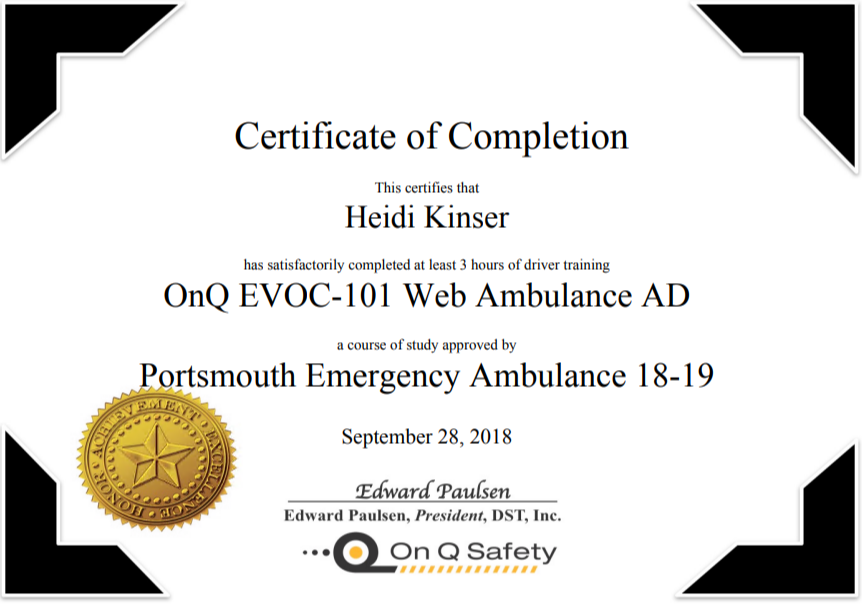 Certificate of Completion
This certifies that
Heidi Kinser
has satisfactorily completed at least 3 hours of driver training
OnQ EVOC-101 Web Ambulance AD
a course of study approved by
Portsmouth Emergency Ambulance 18-19
ACHIEVEMENT • EXCELLENCE • HONOR •
September 28, 2018
Edward Paulsen
Edward Paulsen, President, DST, Inc.
On Q Safety